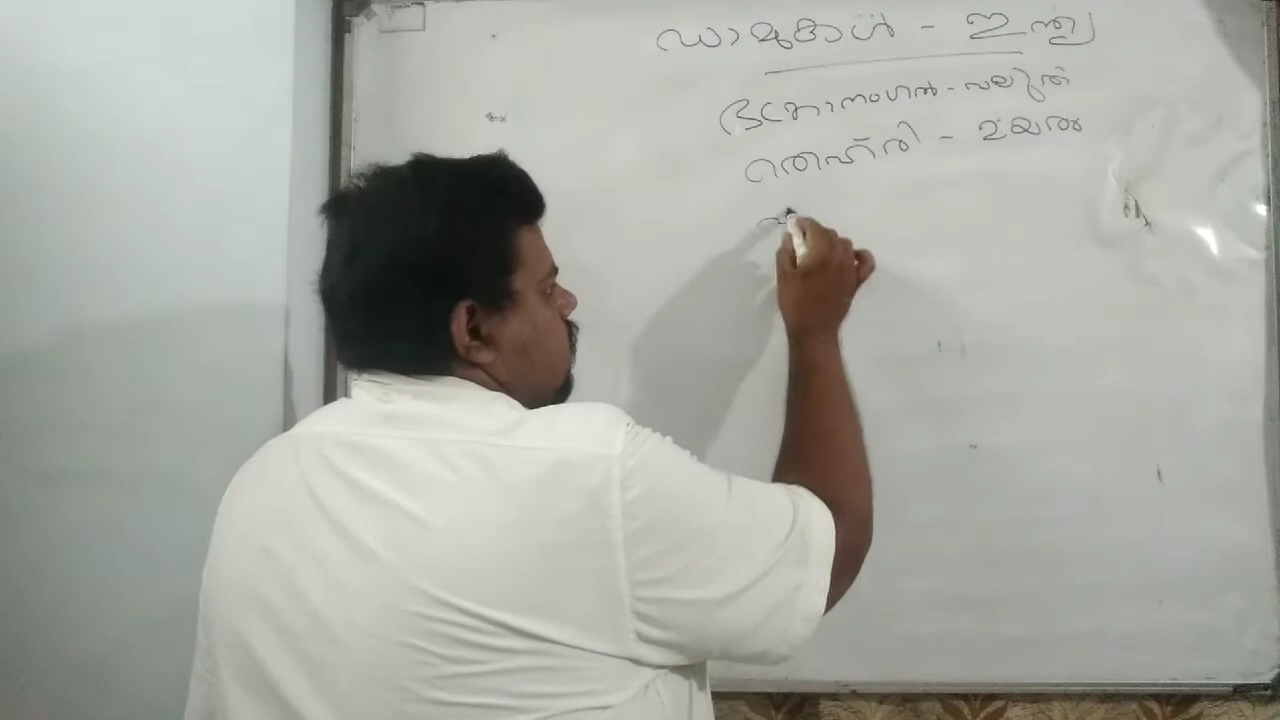 ഡാമുകൾ - ഇന്ത്യ
ഭക്രാനംഗൽ - വലുത്
തെഹ്‌രി - ഉയരം